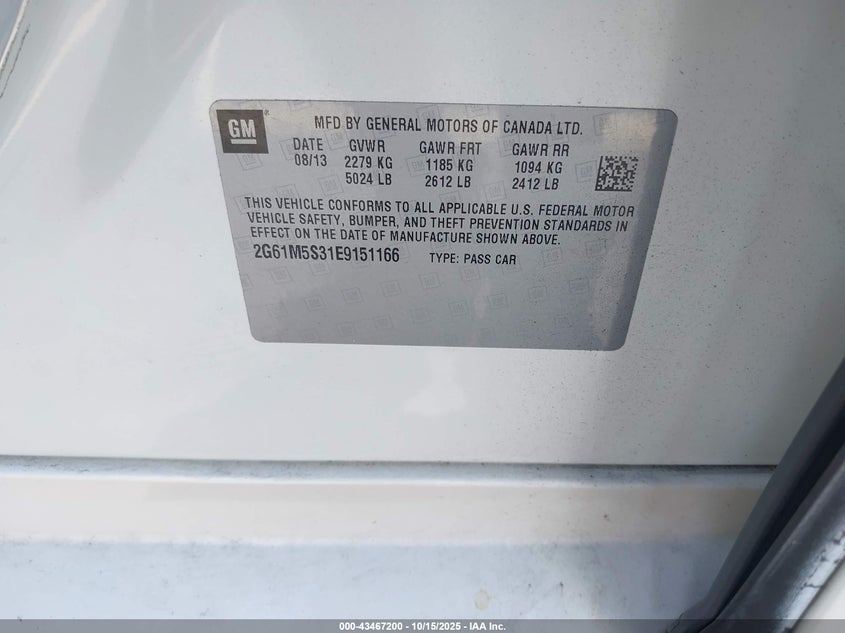 GM
MFD BY GENERAL MOTORS OF CANADA LTD.
DATE GVWR GAWR FRT GAWR RR
08/13 2279 KG 1185 KG 1094 KG
5024 LB 2612 LB 2412 LB
THIS VEHICLE CONFORMS TO ALL APPLICABLE U.S. FEDERAL MOTOR
VEHICLE SAFETY, BUMPER, AND THEFT PREVENTION STANDARDS IN
EFFECT ON THE DATE OF MANUFACTURE SHOWN ABOVE.
2G61M5S31E9151166 TYPE: PASS CAR
000-43467200 - 10/15/2025 - IAA Inc.